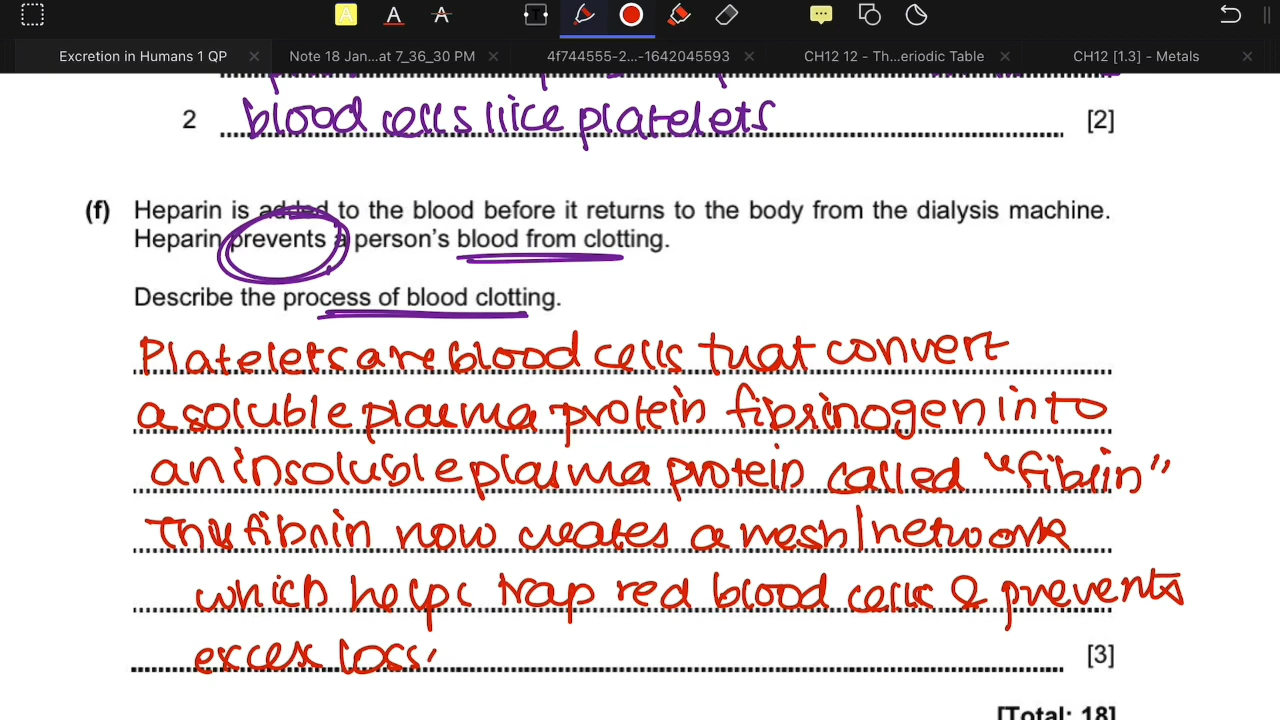 Excretion in Humans 1 QP
Note 18 Jan...at 7_36_30 PM
4f744555-2...-1642045593
CH12 12 - Th...eriodic Table
CH12 [1.3] - Metals
2 blood cells like platelets [2]
(f) Heparin is added to the blood before it returns to the body from the dialysis machine.
Heparin prevents a person's blood from clotting.
Describe the process of blood clotting.
Platelets are blood cells that convert
a soluble plasma protein fibrinogen into
an insoluble plasma protein called "fibrin"
This fibrin now creates a mesh/network
which helps trap red blood cells & prevents
excess loss. [3]
[Total: 18]